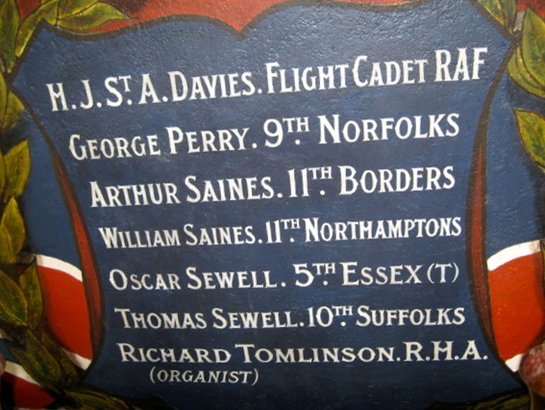 H.J. ST. A. DAVIES. FLIGHT CADET RAF
GEORGE PERRY. 9TH. NORFOLKS
ARTHUR SAINES. 11TH. BORDERS
WILLIAM SAINES. 11TH. NORTHAMPTONS
OSCAR SEWELL. 5TH ESSEX (T)
THOMAS SEWELL. 10TH. SUFFOLKS
RICHARD TOMLINSON. R.H.A.
(ORGANIST)